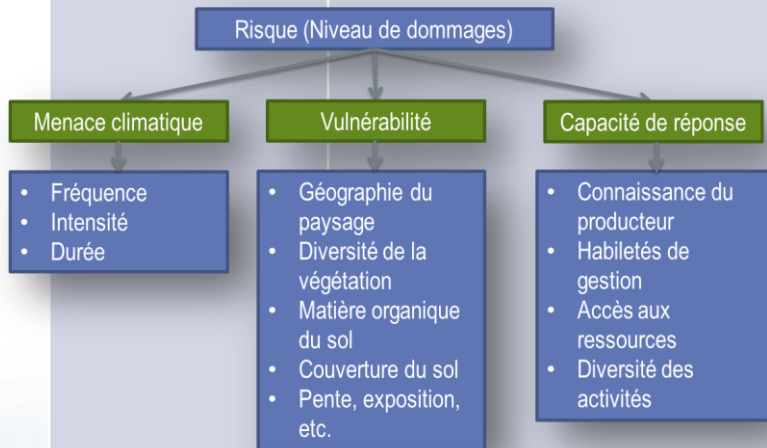 Risque (Niveau de dommages)
Menace climatique
• Fréquence
• Intensité
• Durée
Vulnérabilité
• Géographie du
paysage
• Diversité de la
végétation
• Matière organique
du sol
• Couverture du sol
• Pente, exposition,
etc.
Capacité de réponse
• Connaissance du
producteur
• Habiletés de
gestion
• Accès aux
ressources
• Diversité des
activités